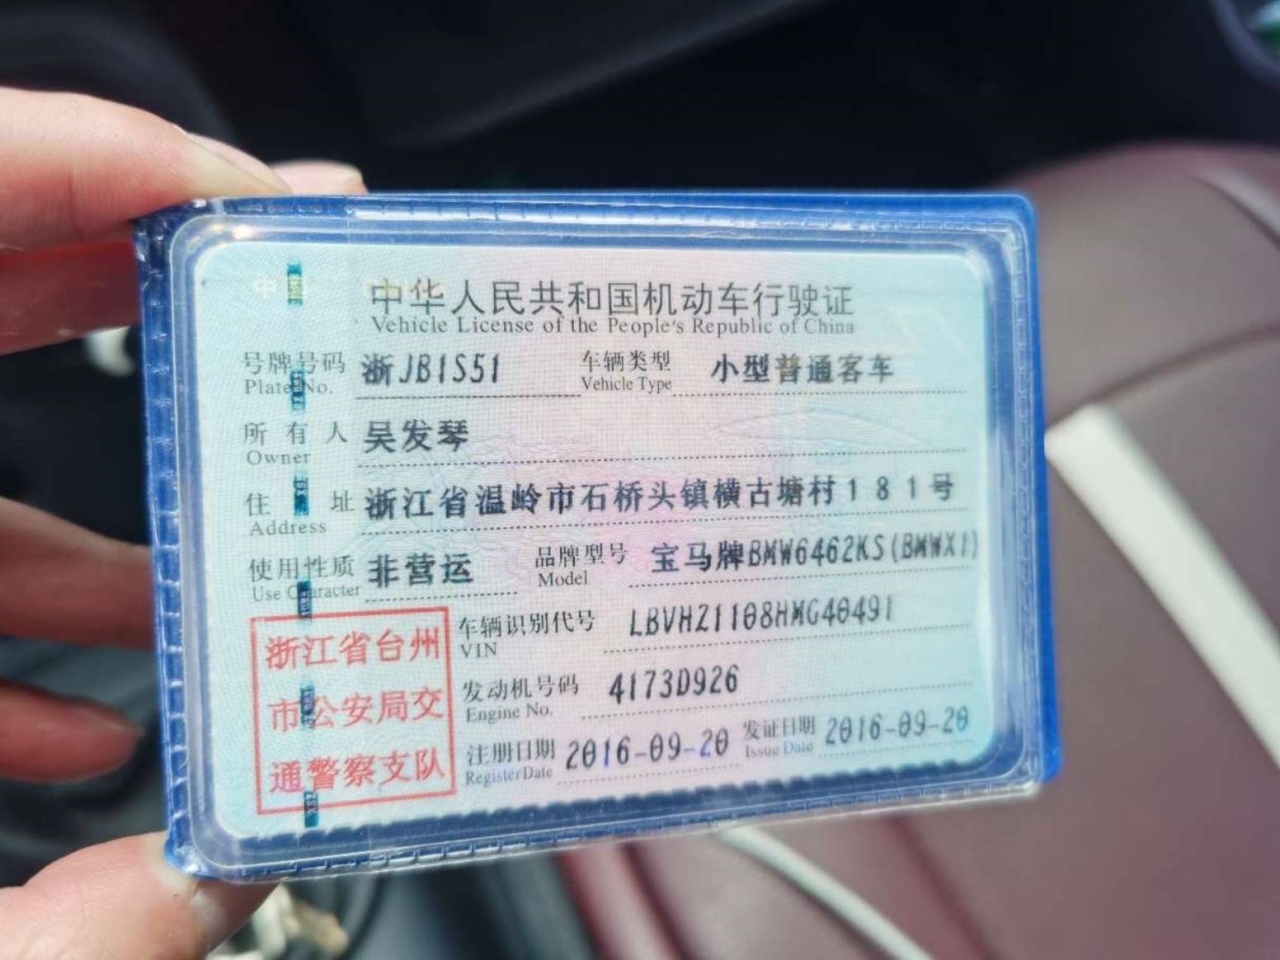 中华人民共和国机动车行驶证
Vehicle License of the People's Republic of China
号牌号码 浙JB1S51 车辆类型 小型普通客车
Plate No. Vehicle Type
所有人 吴发琴
Owner
住址 浙江省温岭市石桥头镇横古塘村181号
Address
使用性质 非营运 品牌型号 宝马牌BMW6462KS(BMWX1)
Use Character Model
浙江省台州
市公安局交
通警察支队
车辆识别代号 LBVHZ1108HMG40491
VIN
发动机号码 4173D926
Engine No.
注册日期 2016-09-20 发证日期 2016-09-20
Register Date Issue Date